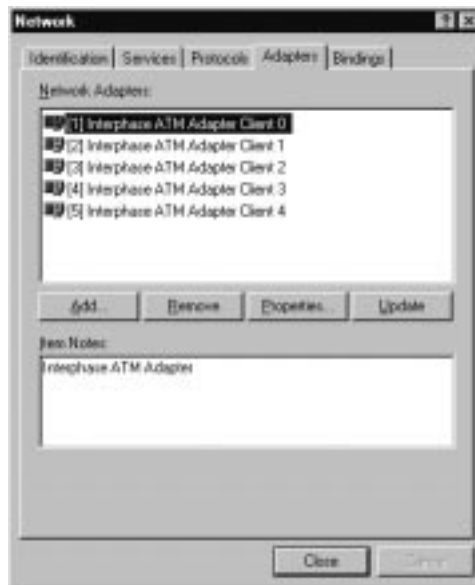 Network
Identification Services Protocols Adapters Bindings
Network Adapters:
[1] Interphase ATM Adapter Client 0
[2] Interphase ATM Adapter Client 1
[3] Interphase ATM Adapter Client 2
[4] Interphase ATM Adapter Client 3
[5] Interphase ATM Adapter Client 4
Add... Remove Properties... Update
Item Notes:
Interphase ATM Adapter
Close Cancel